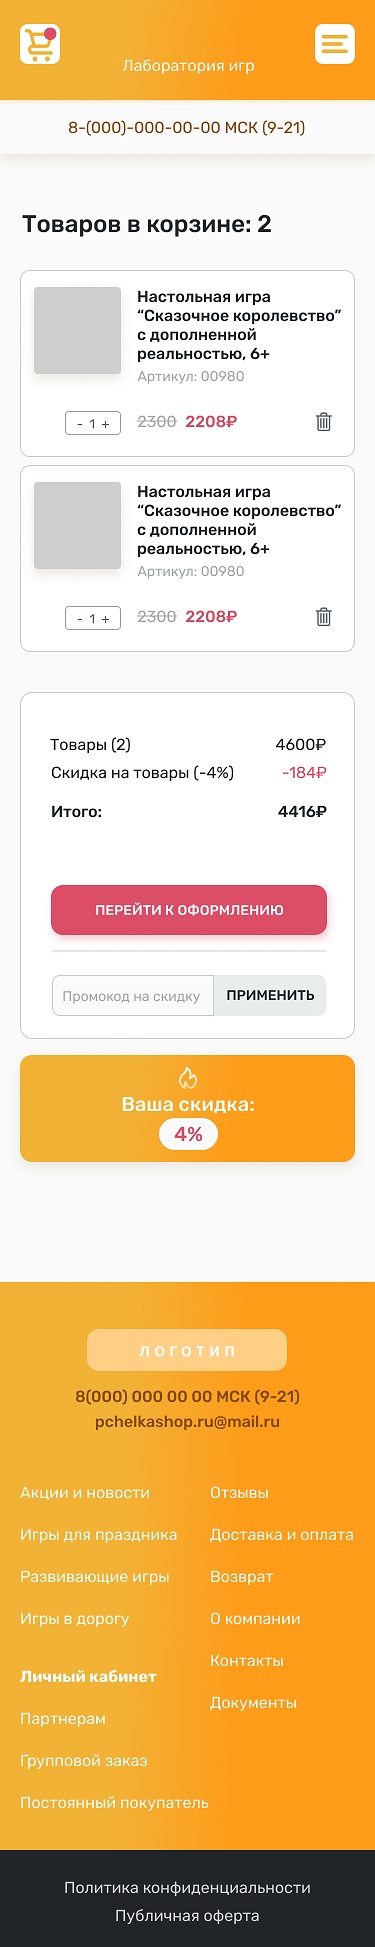 Лаборатория игр
8-(000)-000-00-00 МСК (9-21)
Товаров в корзине: 2
Настольная игра
“Сказочное королевство”
с дополненной
реальностью, 6+
Артикул: 00980
- 1 + 2300 2208₽
Настольная игра
“Сказочное королевство”
с дополненной
реальностью, 6+
Артикул: 00980
- 1 + 2300 2208₽
Товары (2) 4600₽
Скидка на товары (-4%) -184₽
Итого: 4416₽
ПЕРЕЙТИ К ОФОРМЛЕНИЮ
Промокод на скидку ПРИМЕНИТЬ
Ваша скидка:
4%
ЛОГОТИП
8(000) 000 00 00 МСК (9-21)
pchelkashop.ru@mail.ru
Акции и новости
Игры для праздника
Развивающие игры
Игры в дорогу
Личный кабинет
Партнерам
Групповой заказ
Постоянный покупатель
Отзывы
Доставка и оплата
Возврат
О компании
Контакты
Документы
Политика конфиденциальности
Публичная оферта